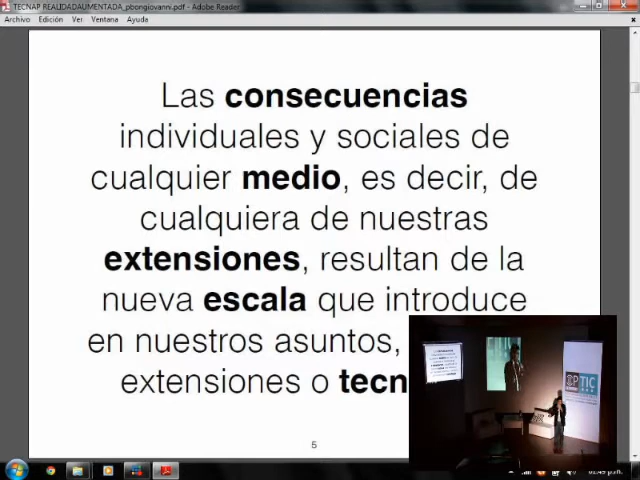 TECNAP REALIDADAUMENTADA_pbongiovanni.pdf - Adobe Reader
Archivo Edición Ver Ventana Ayuda
Las consecuencias
individuales y sociales de
cualquier medio, es decir, de
cualquiera de nuestras
extensiones, resultan de la
nueva escala que introduce
en nuestros asuntos,
extensiones o tecn
5
TIC